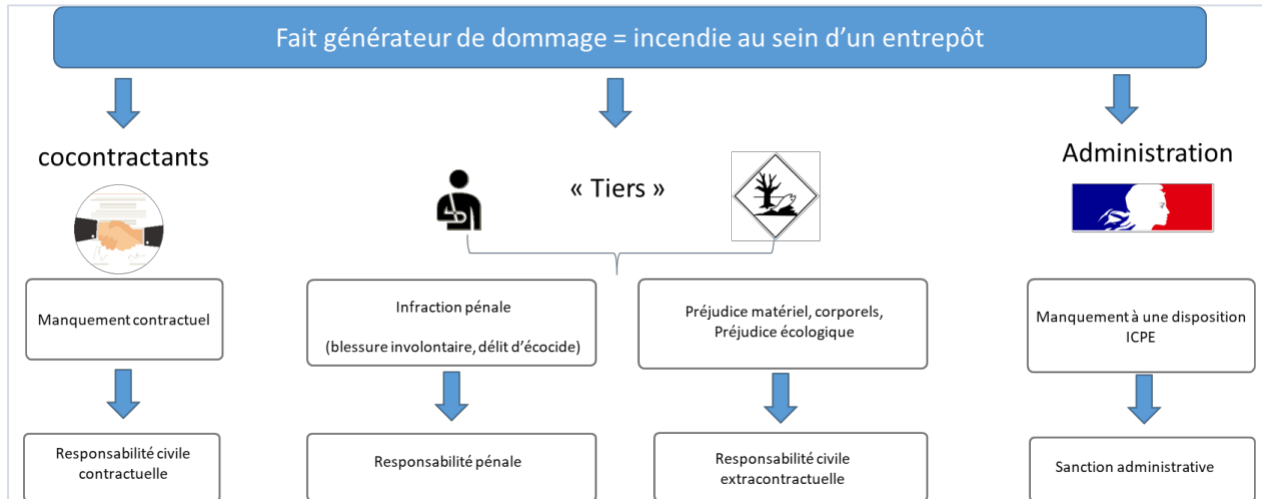 Fait générateur de dommage = incendie au sein d’un entrepôt
cocontractants
« Tiers »
Administration
Manquement contractuel
Infraction pénale
(blessure involontaire, délit d’écocide)
Préjudice matériel, corporels,
Préjudice écologique
Manquement à une disposition
ICPE
Responsabilité civile
contractuelle
Responsabilité pénale
Responsabilité civile
extracontractuelle
Sanction administrative